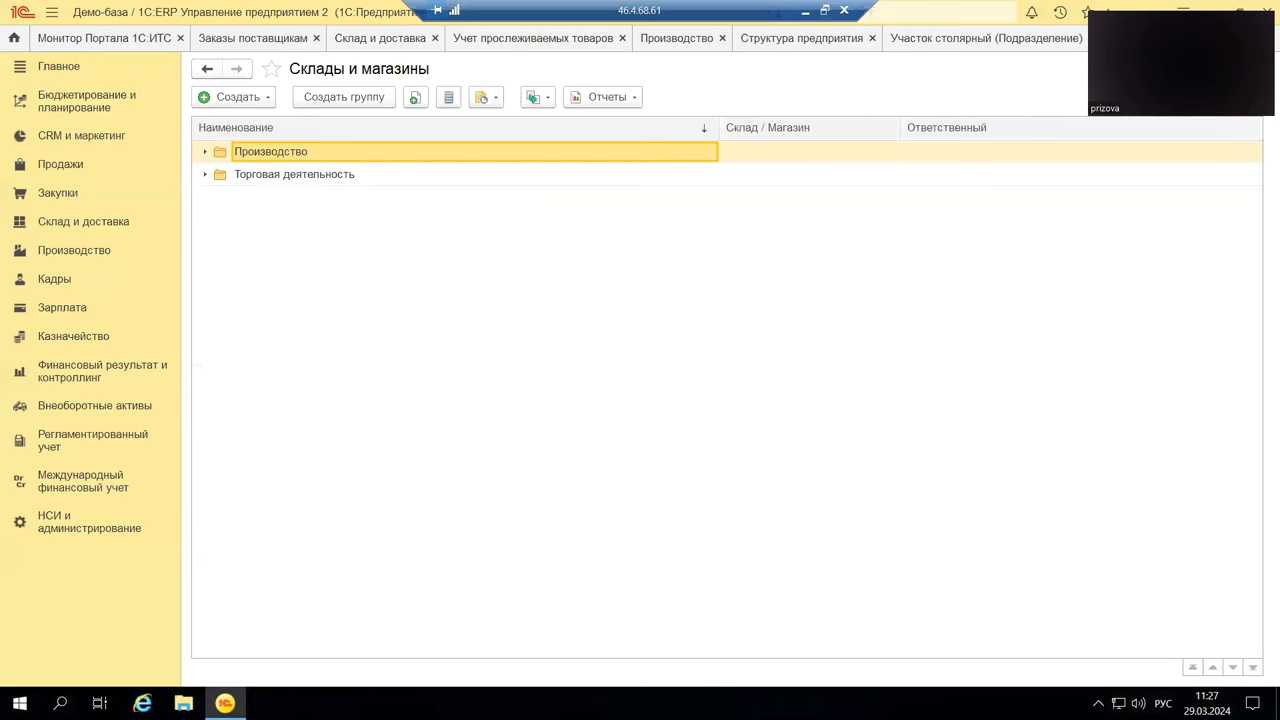 Демо-база / 1С:ERP Управление предприятием 2 (1С:Предприяти
46.4.68.61
Монитор Портала 1С:ИТС
Заказы поставщикам
Склад и доставка
Учет прослеживаемых товаров
Производство
Структура предприятия
Участок столярный (Подразделение)
Главное
Бюджетирование и
планирование
CRM и маркетинг
Продажи
Закупки
Склад и доставка
Производство
Кадры
Зарплата
Казначейство
Финансовый результат и
контроллинг
Внеоборотные активы
Регламентированный
учет
Международный
финансовый учет
НСИ и
администрирование
Склады и магазины
Создать
Создать группу
Отчеты
Наименование
Склад / Магазин
Ответственный
Производство
Торговая деятельность
prizova
РУС
11:27
29.03.2024